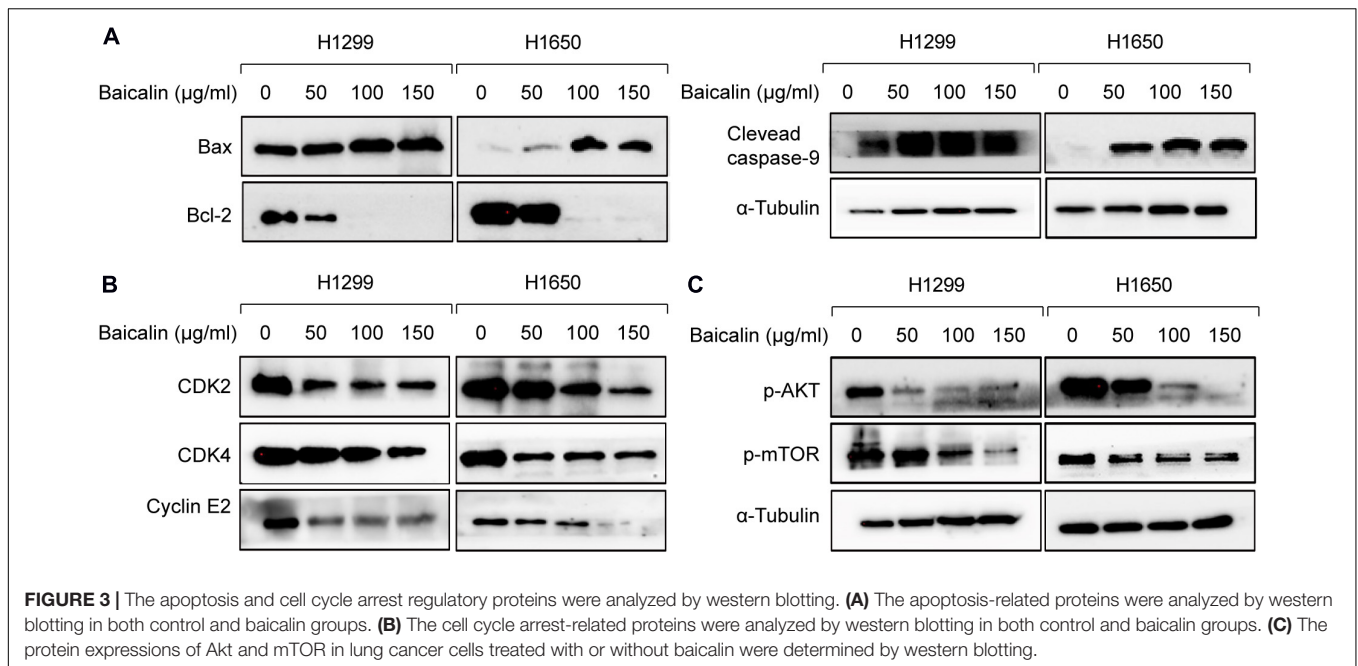 A
H1299 H1650
Baicalin (µg/ml) 0 50 100 150 0 50 100 150
Bax
Bcl-2
H1299 H1650
Baicalin (µg/ml) 0 50 100 150 0 50 100 150
Clevead
caspase-9
α-Tubulin
B
H1299 H1650
Baicalin (µg/ml) 0 50 100 150 0 50 100 150
CDK2
CDK4
Cyclin E2
C
H1299 H1650
Baicalin (µg/ml) 0 50 100 150 0 50 100 150
p-AKT
p-mTOR
α-Tubulin
FIGURE 3 | The apoptosis and cell cycle arrest regulatory proteins were analyzed by western blotting. (A) The apoptosis-related proteins were analyzed by western
blotting in both control and baicalin groups. (B) The cell cycle arrest-related proteins were analyzed by western blotting in both control and baicalin groups. (C) The
protein expressions of Akt and mTOR in lung cancer cells treated with or without baicalin were determined by western blotting.